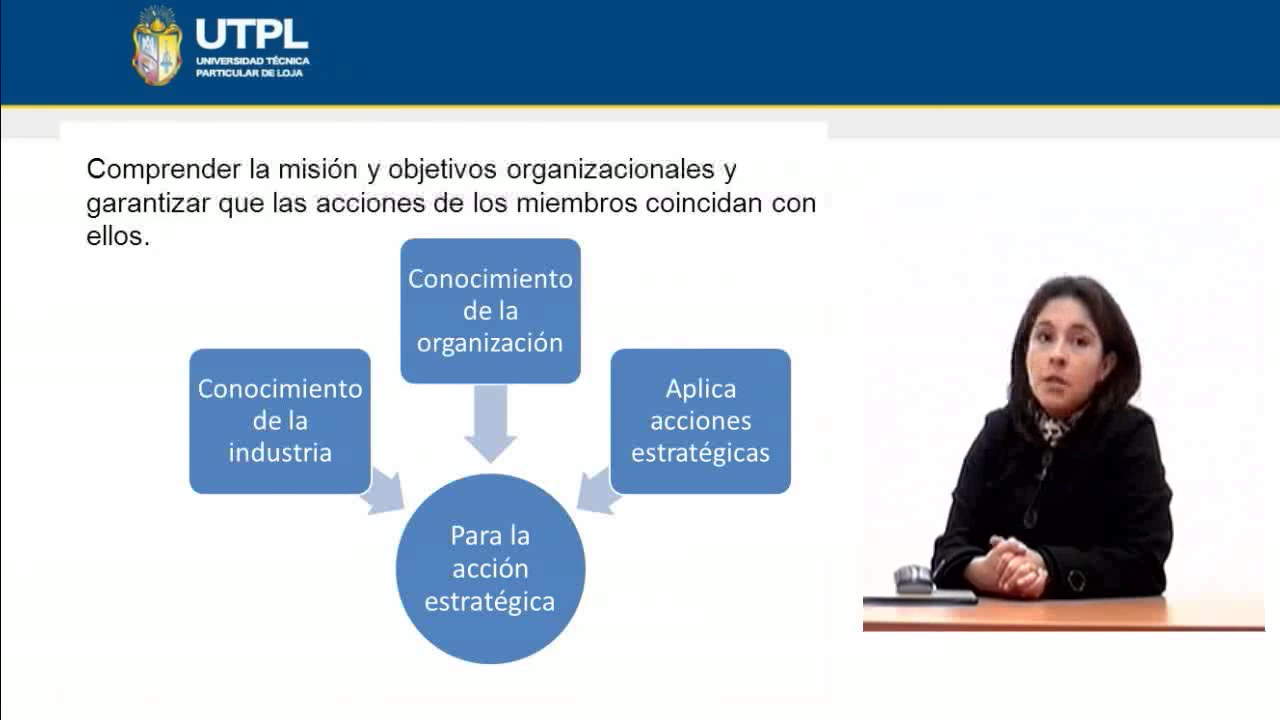 UTPL
UNIVERSIDAD TÉCNICA
PARTICULAR DE LOJA
Comprender la misión y objetivos organizacionales y
garantizar que las acciones de los miembros coincidan con
ellos.
Conocimiento
de la
organización
Conocimiento
de la
industria
Aplica
acciones
estratégicas
Para la
acción
estratégica